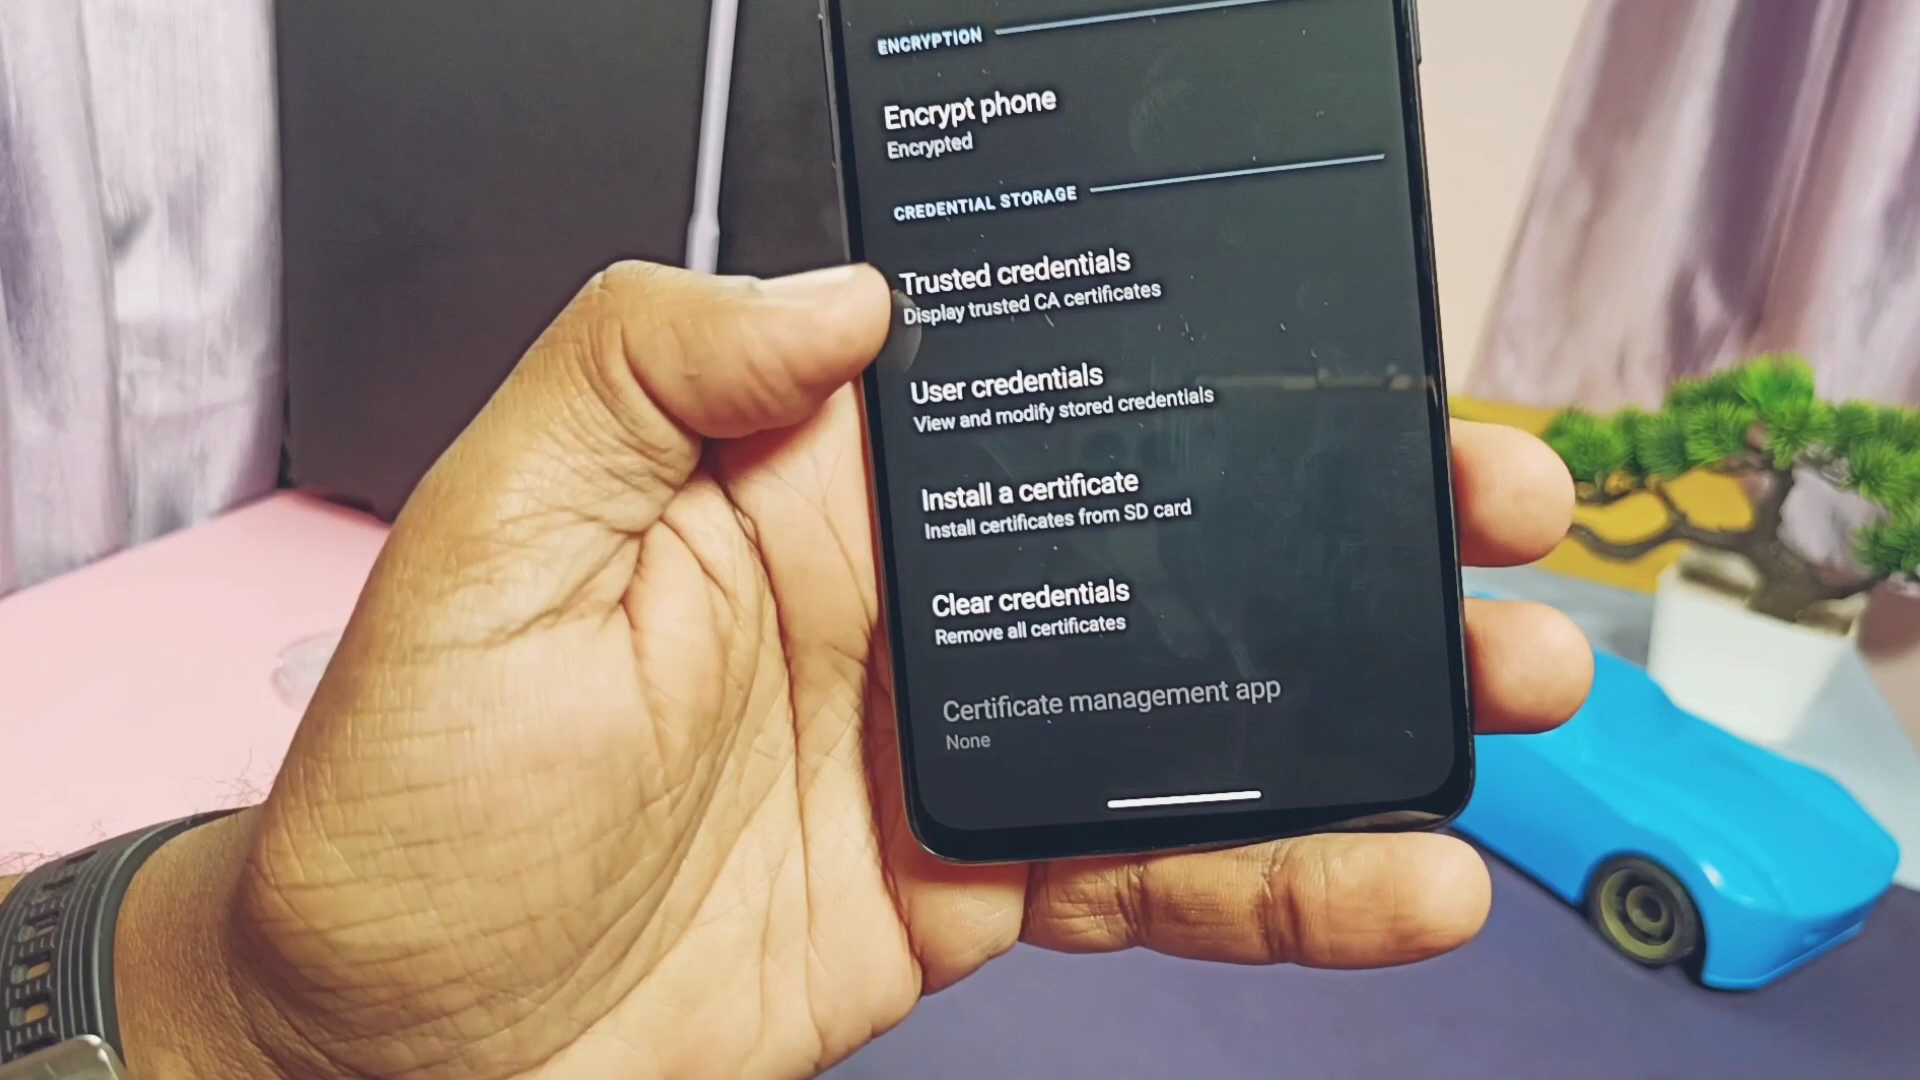 ENCRYPTION
Encrypt phone
Encrypted
CREDENTIAL STORAGE
Trusted credentials
Display trusted CA certificates
User credentials
View and modify stored credentials
Install a certificate
Install certificates from SD card
Clear credentials
Remove all certificates
Certificate management app
None